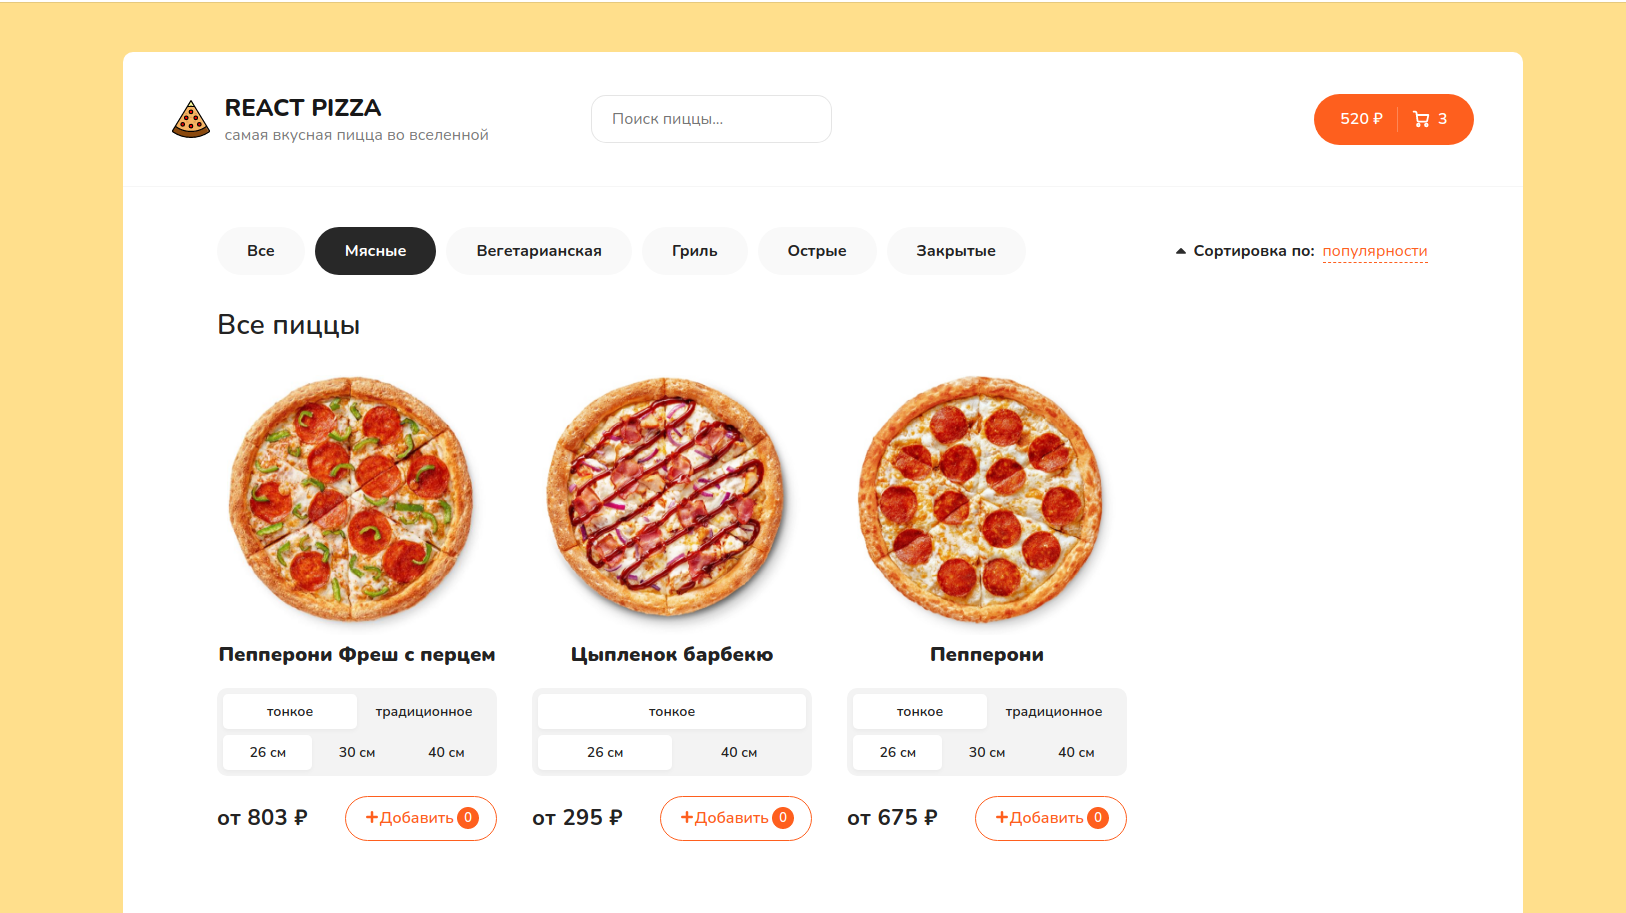 REACT PIZZA
самая вкусная пицца во вселенной
Поиск пиццы...
520 ₽ 3
Все Мясные Вегетарианская Гриль Острые Закрытые
Сортировка по: популярности
Все пиццы
Пепперони Фреш с перцем
тонкое традиционное
26 см 30 см 40 см
от 803 ₽ +Добавить 0
Цыпленок барбекю
тонкое
26 см 40 см
от 295 ₽ +Добавить 0
Пепперони
тонкое традиционное
26 см 30 см 40 см
от 675 ₽ +Добавить 0